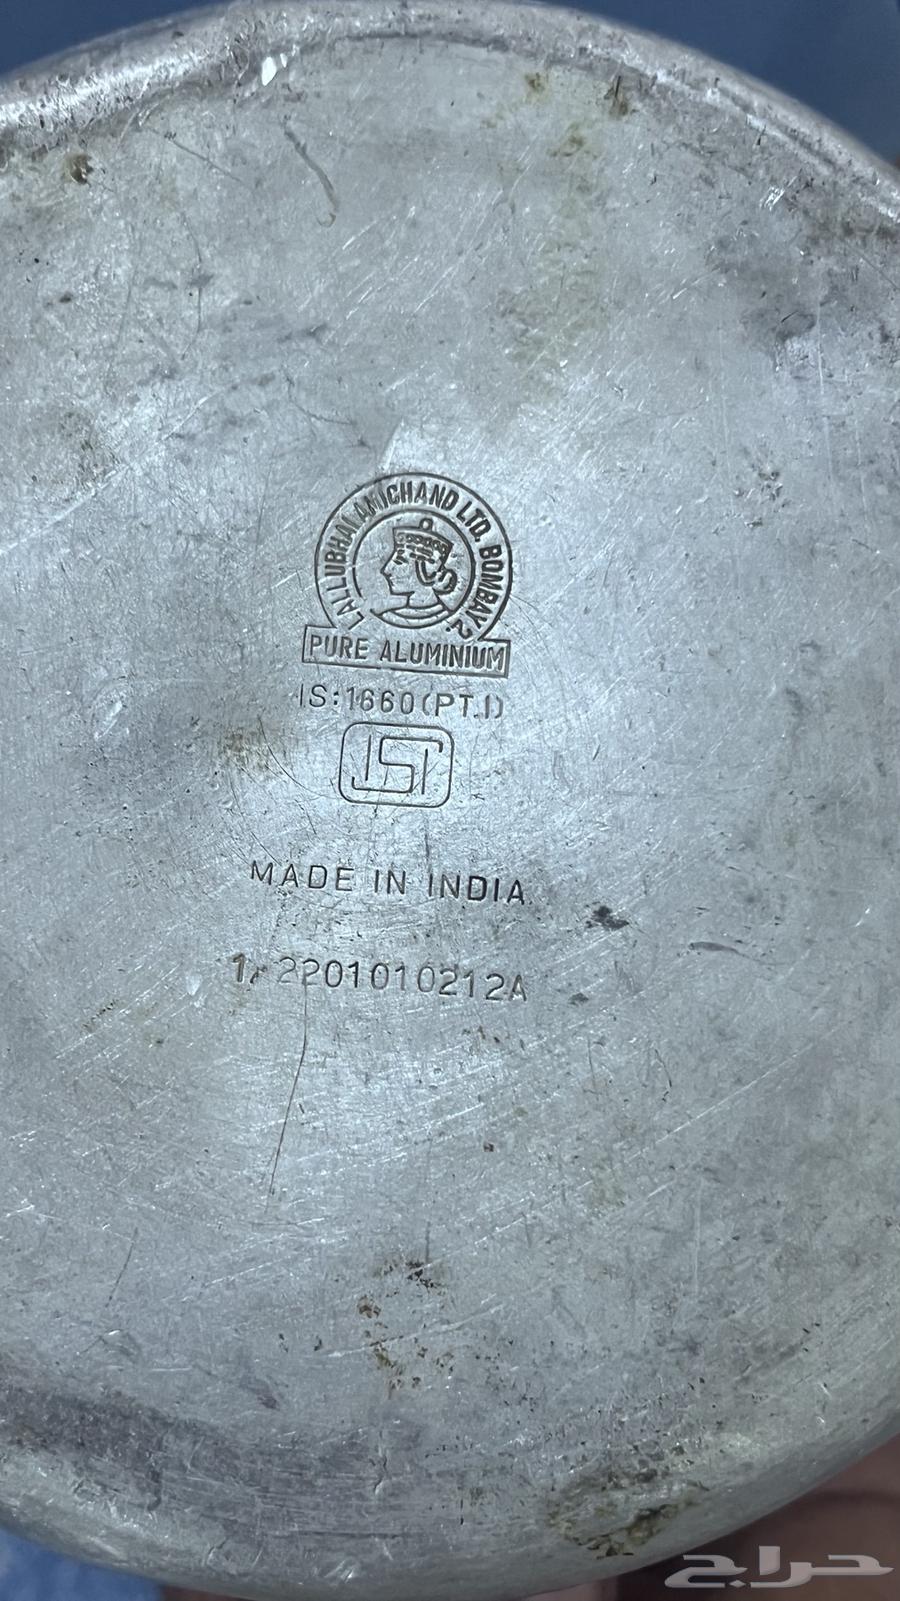 LALLUBHAI AMICHAND LTD. BOMBAY 2.
PURE ALUMINIUM
IS:1660(PT.I)
ISI
MADE IN INDIA
2201010212A
حراج